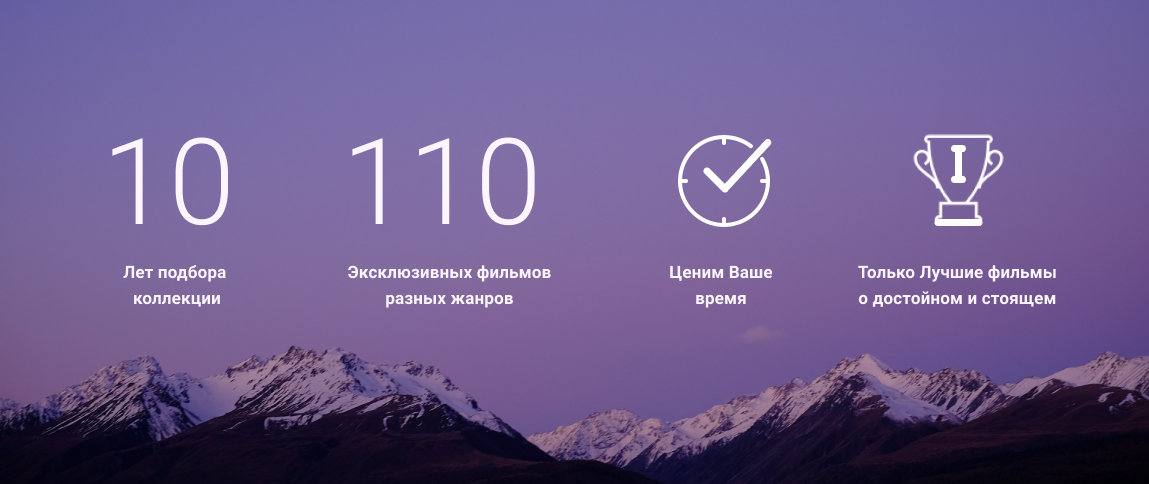 10
Лет подбора
коллекции
110
Эксклюзивных фильмов
разных жанров
Ценим Ваше
время
I
Только Лучшие фильмы
о достойном и стоящем